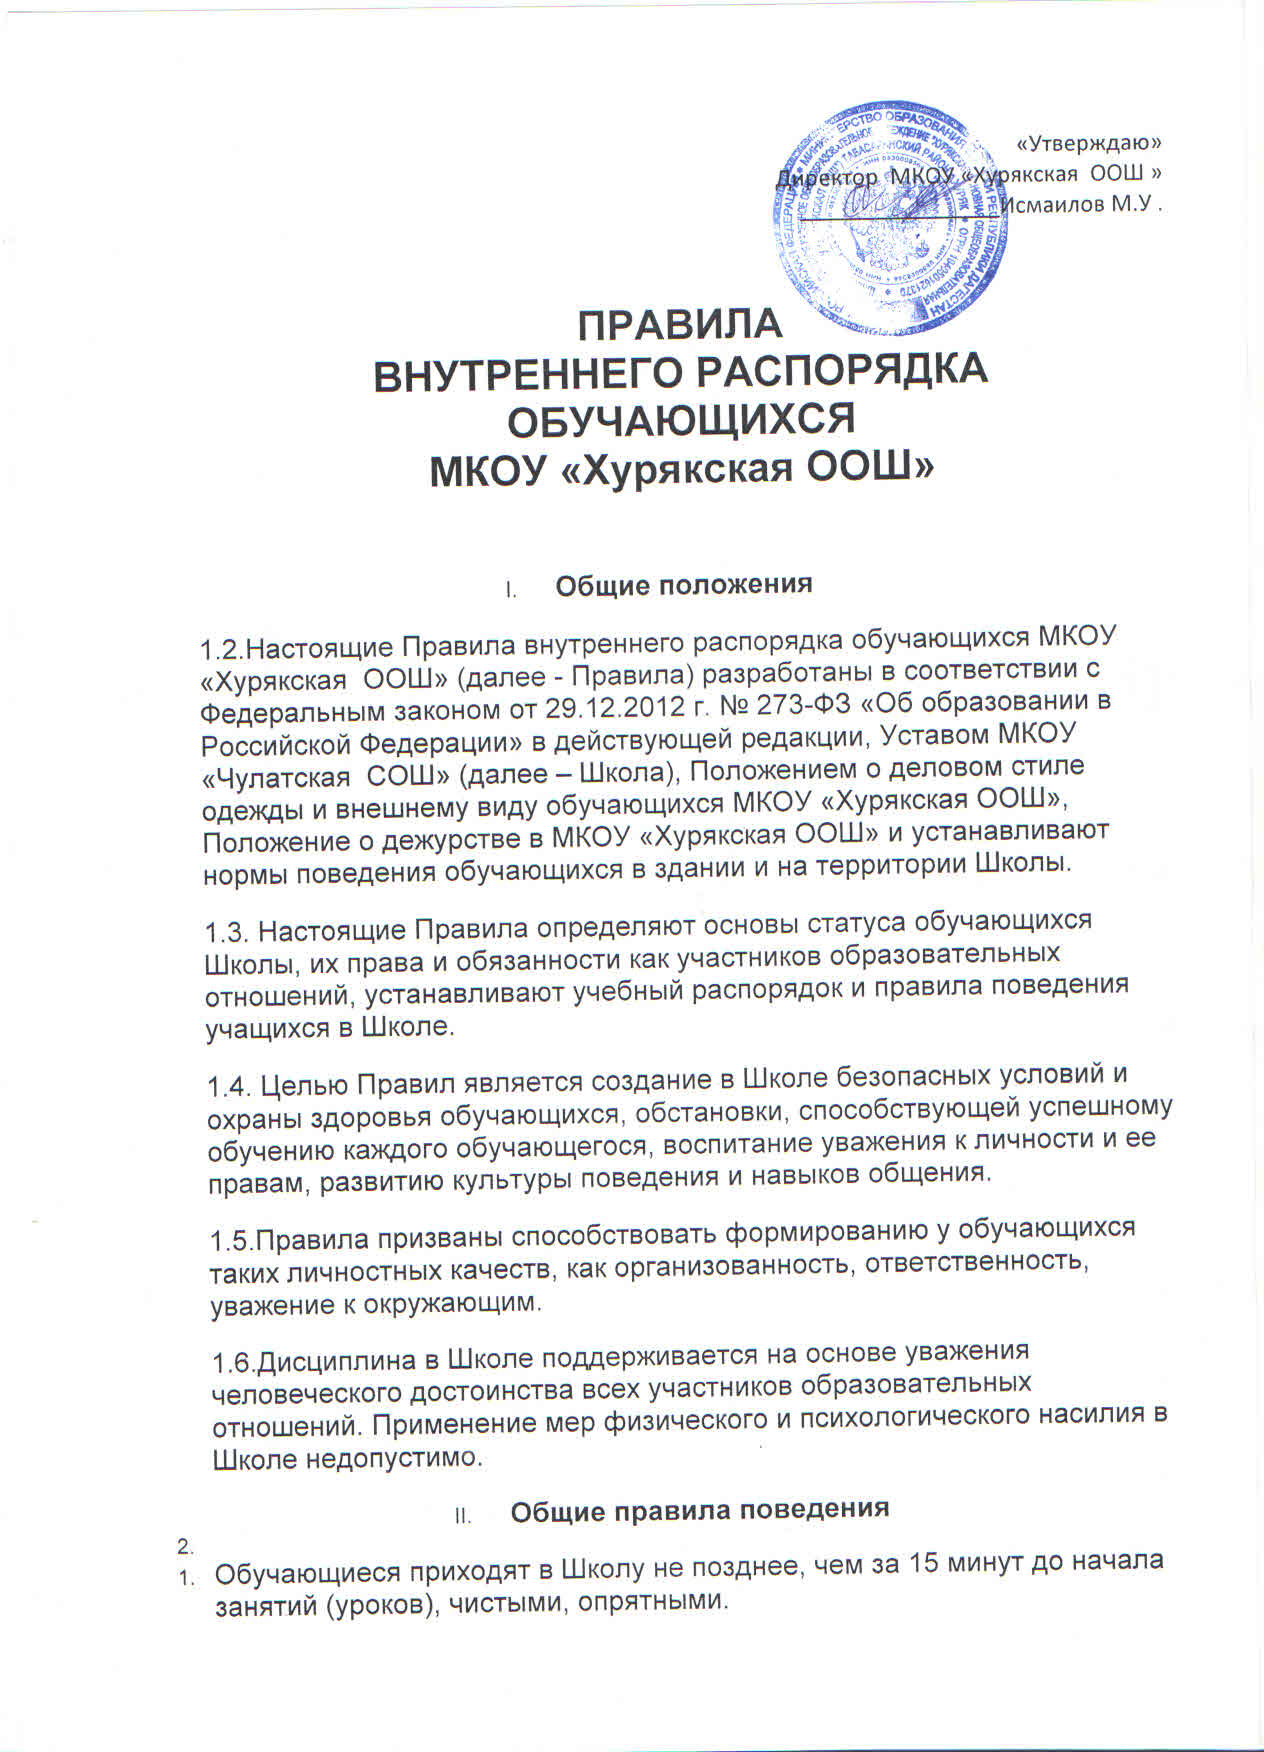 «Утверждаю»
Директор МКОУ «Хурякская ООШ »
Исмаилов М.У .
ПРАВИЛА
ВНУТРЕННЕГО РАСПОРЯДКА
ОБУЧАЮЩИХСЯ
МКОУ «Хурякская ООШ»
I. Общие положения
1.2.Настоящие Правила внутреннего распорядка обучающихся МКОУ
«Хурякская ООШ» (далее - Правила) разработаны в соответствии с
Федеральным законом от 29.12.2012 г. № 273-ФЗ «Об образовании в
Российской Федерации» в действующей редакции, Уставом МКОУ
«Чулатская СОШ» (далее – Школа), Положением о деловом стиле
одежды и внешнему виду обучающихся МКОУ «Хурякская ООШ»,
Положение о дежурстве в МКОУ «Хурякская ООШ» и устанавливают
нормы поведения обучающихся в здании и на территории Школы.
1.3. Настоящие Правила определяют основы статуса обучающихся
Школы, их права и обязанности как участников образовательных
отношений, устанавливают учебный распорядок и правила поведения
учащихся в Школе.
1.4. Целью Правил является создание в Школе безопасных условий и
охраны здоровья обучающихся, обстановки, способствующей успешному
обучению каждого обучающегося, воспитание уважения к личности и ее
правам, развитию культуры поведения и навыков общения.
1.5.Правила призваны способствовать формированию у обучающихся
таких личностных качеств, как организованность, ответственность,
уважение к окружающим.
1.6.Дисциплина в Школе поддерживается на основе уважения
человеческого достоинства всех участников образовательных
отношений. Применение мер физического и психологического насилия в
Школе недопустимо.
II. Общие правила поведения
2.
1. Обучающиеся приходят в Школу не позднее, чем за 15 минут до начала
занятий (уроков), чистыми, опрятными.